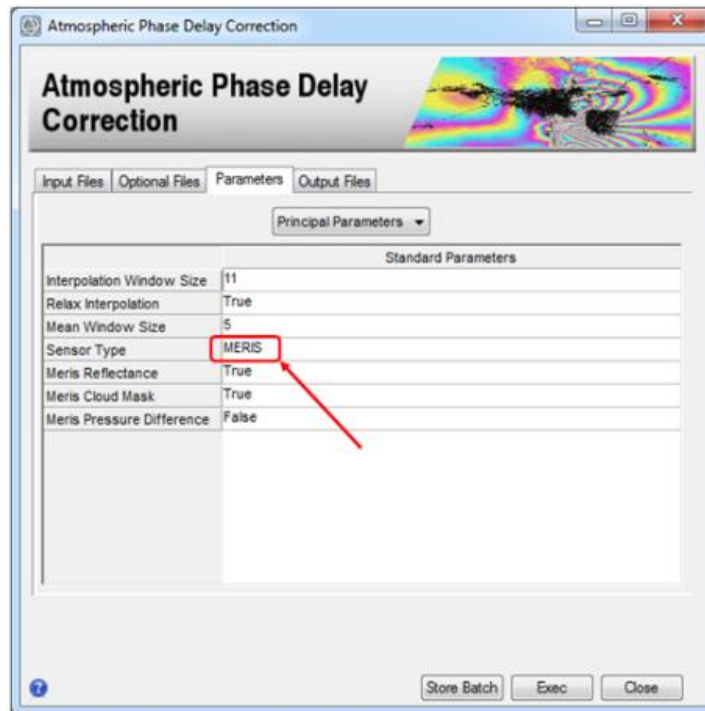 Atmospheric Phase Delay Correction
Atmospheric Phase Delay
Correction
Input Files Optional Files Parameters Output Files
Principal Parameters
Standard Parameters
Interpolation Window Size 11
Relax Interpolation True
Mean Window Size 5
Sensor Type MERIS
Meris Reflectance True
Meris Cloud Mask True
Meris Pressure Difference False
Store Batch Exec Close